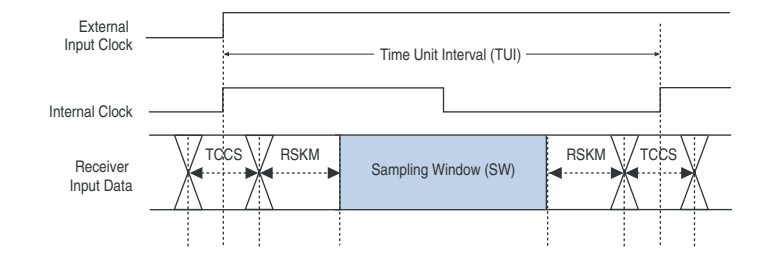 External
Input Clock
Time Unit Interval (TUI)
Internal Clock
Receiver
Input Data
TCCS
RSKM
Sampling Window (SW)
RSKM
TCCS